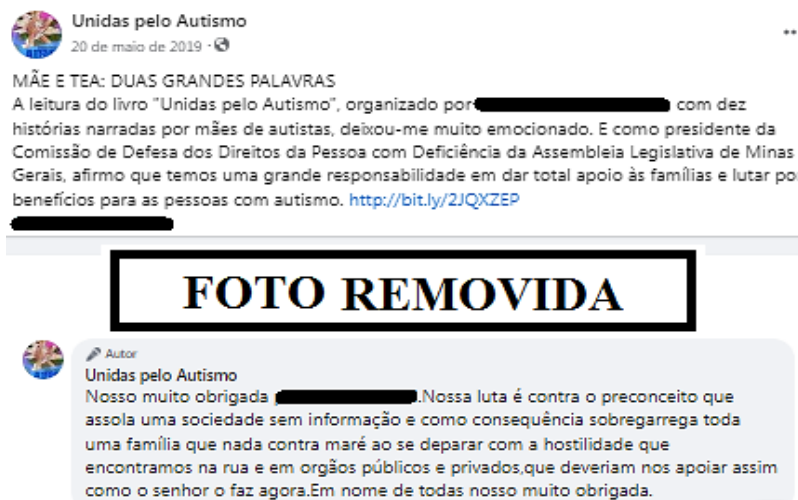 Unidas pelo Autismo
20 de maio de 2019 ·
MÃE E TEA: DUAS GRANDES PALAVRAS
A leitura do livro "Unidas pelo Autismo", organizado por com dez
histórias narradas por mães de autistas, deixou-me muito emocionado. E como presidente da
Comissão de Defesa dos Direitos da Pessoa com Deficiência da Assembleia Legislativa de Minas
Gerais, afirmo que temos uma grande responsabilidade em dar total apoio às famílias e lutar po
benefícios para as pessoas com autismo. http://bit.ly/2JQXZEP
FOTO REMOVIDA
Autor
Unidas pelo Autismo
Nosso muito obrigada .Nossa luta é contra o preconceito que
assola uma sociedade sem informação e como consequência sobregarrega toda
uma família que nada contra maré ao se deparar com a hostilidade que
encontramos na rua e em orgãos públicos e privados,que deveriam nos apoiar assim
como o senhor o faz agora.Em nome de todas nosso muito obrigada.